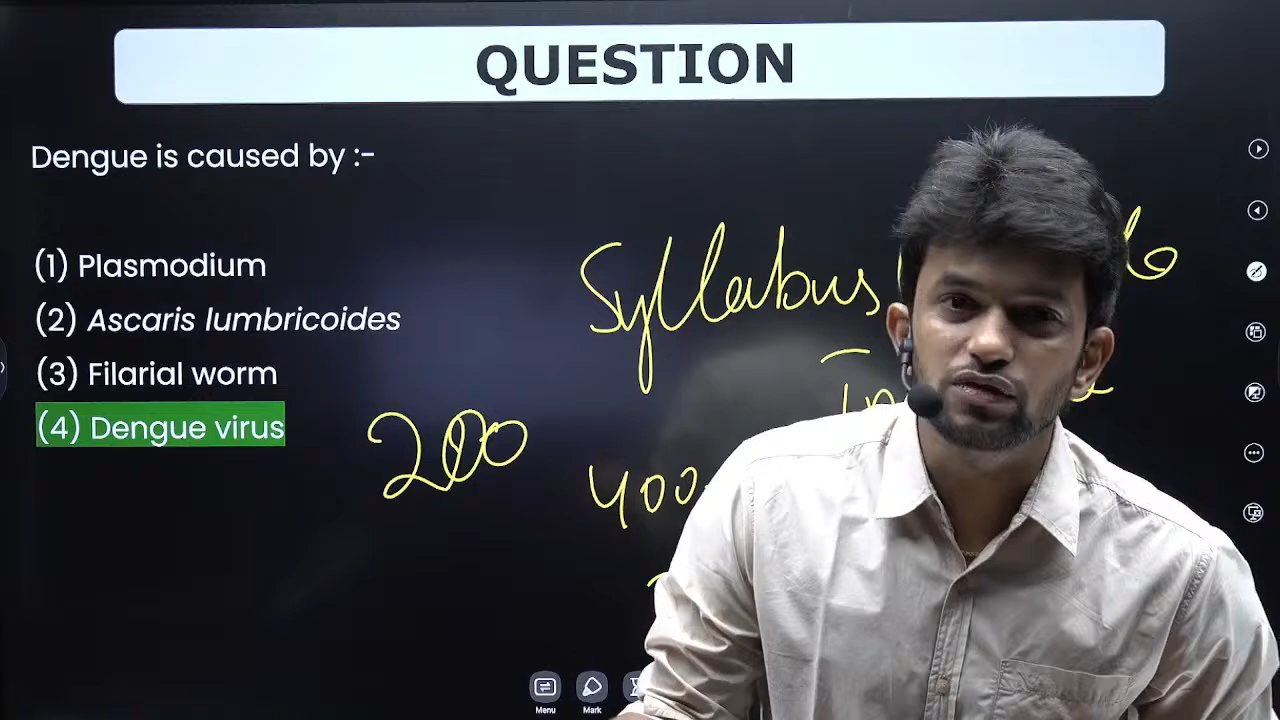 QUESTION
Dengue is caused by :-
(1) Plasmodium
(2) Ascaris lumbricoides
(3) Filarial worm
(4) Dengue virus
Syllabus
200
400
Menu
Mark